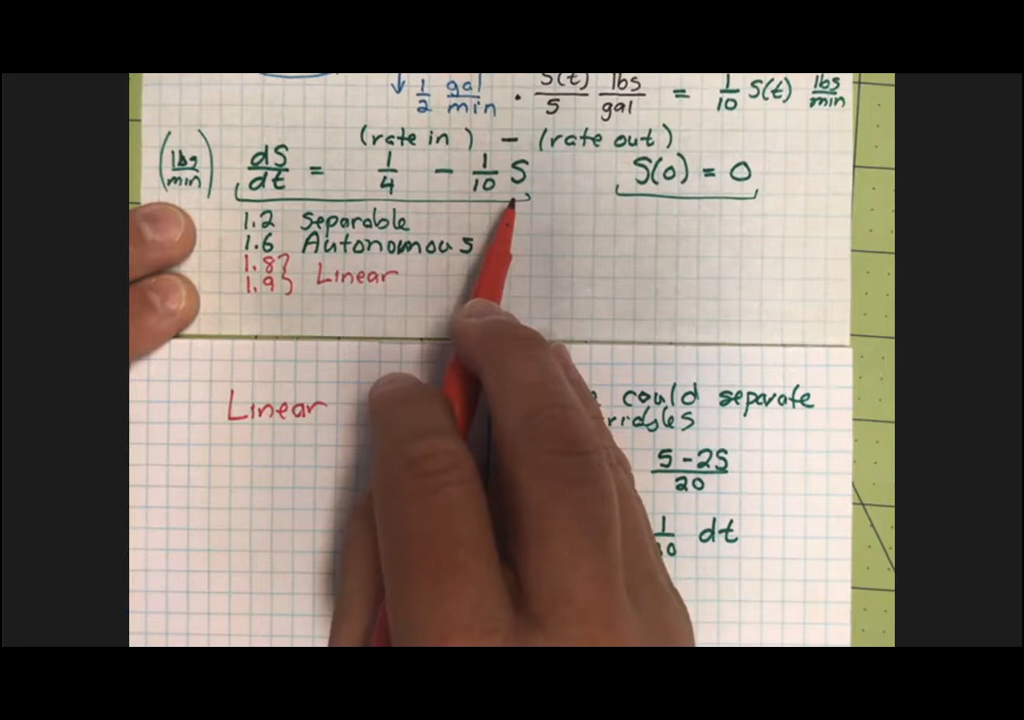 ↓ 1/2 gal/min · S(t)/5 lbs/gal = 1/10 S(t) lbs/min
(rate in) - (rate out)
(lbs/min) dS/dt = 1/4 - 1/10 S S(0) = 0
1.2 Separable
1.6 Autonomous
1.8 } Linear
1.9 }
Linear could separate
5-2S/20
dt